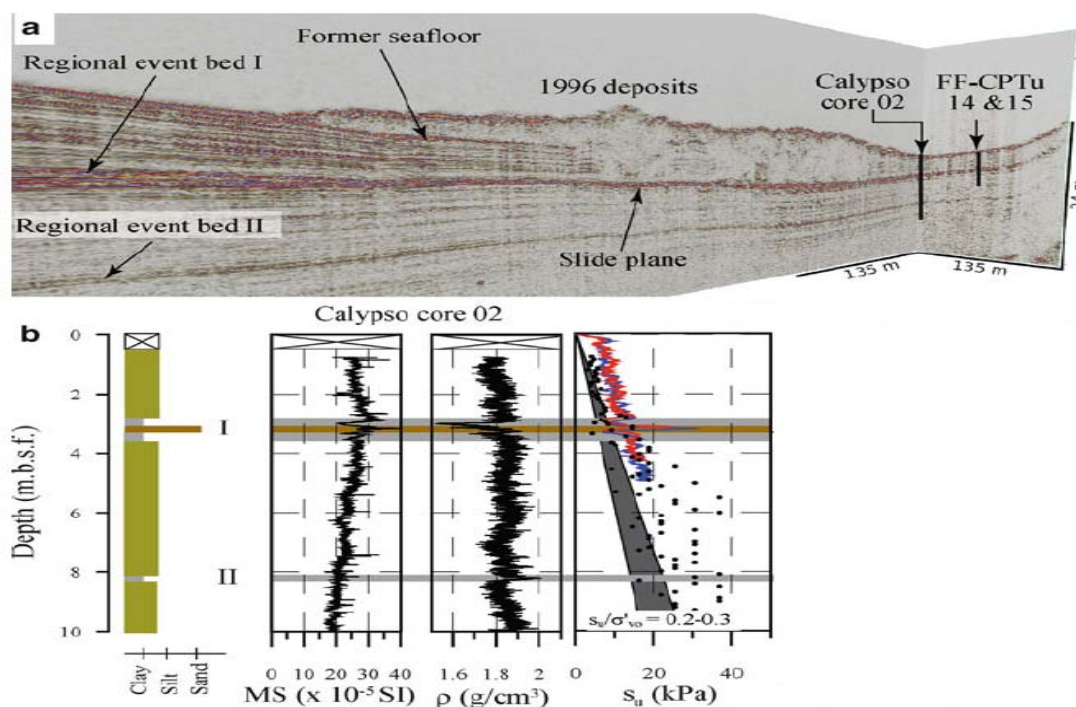 a
Former seafloor
Regional event bed I
1996 deposits
Calypso
core 02
FF-CPTu
14 &15
Regional event bed II
Slide plane
135 m
135 m
b
Calypso core 02
0
2
4
6
8
10
Depth (m.b.s.f.)
I
II
Clay
Silt
Sand
0 10 20 30 40
MS (x 10⁻⁵ SI)
1.6 1.8 2
ρ (g/cm³)
sᵤ/σ'ᵥₒ = 0.2-0.3
0 20 40
sᵤ (kPa)